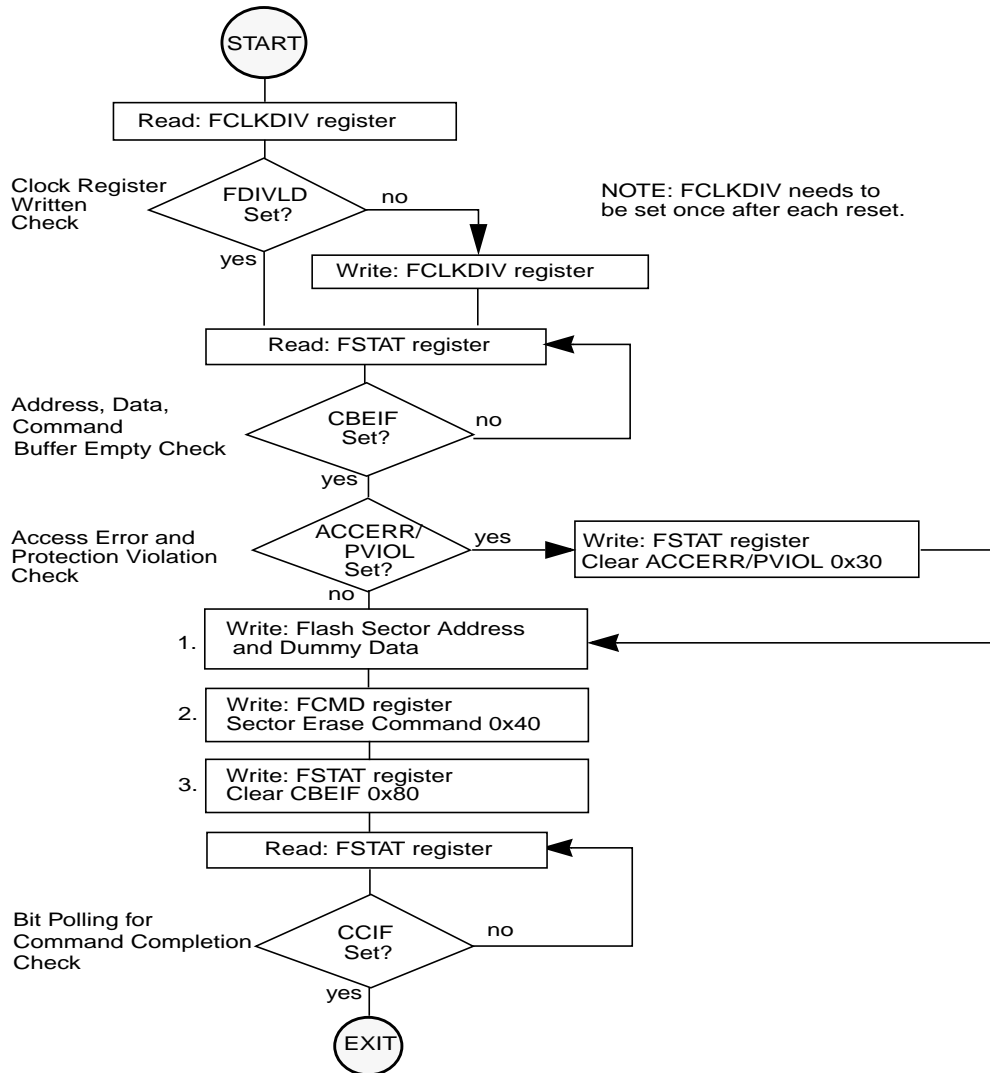 START
Read: FCLKDIV register
Clock Register
Written
Check
FDIVLD
Set?
no
NOTE: FCLKDIV needs to
be set once after each reset.
yes
Write: FCLKDIV register
Read: FSTAT register
Address, Data,
Command
Buffer Empty Check
CBEIF
Set?
no
yes
Access Error and
Protection Violation
Check
ACCERR/
PVIOL
Set?
yes
Write: FSTAT register
Clear ACCERR/PVIOL 0x30
no
1.
Write: Flash Sector Address
and Dummy Data
2.
Write: FCMD register
Sector Erase Command 0x40
3.
Write: FSTAT register
Clear CBEIF 0x80
Read: FSTAT register
Bit Polling for
Command Completion
Check
CCIF
Set?
no
yes
EXIT